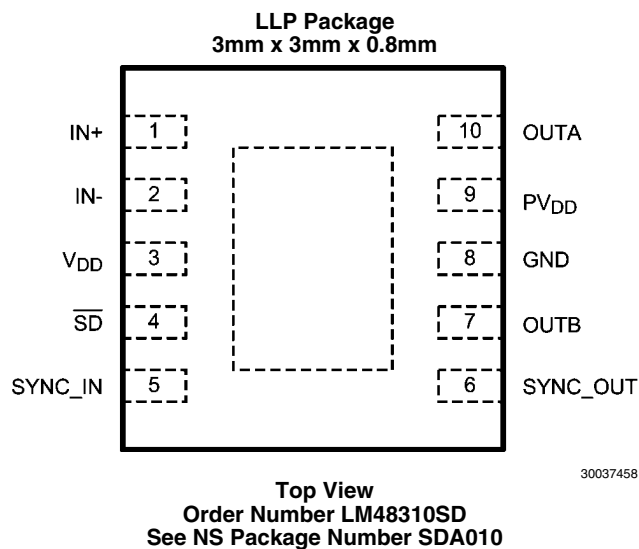 LLP Package
3mm x 3mm x 0.8mm
IN+ 1 10 OUTA
IN- 2 9 PVDD
VDD 3 8 GND
SD 4 7 OUTB
SYNC_IN 5 6 SYNC_OUT
30037458
Top View
Order Number LM48310SD
See NS Package Number SDA010